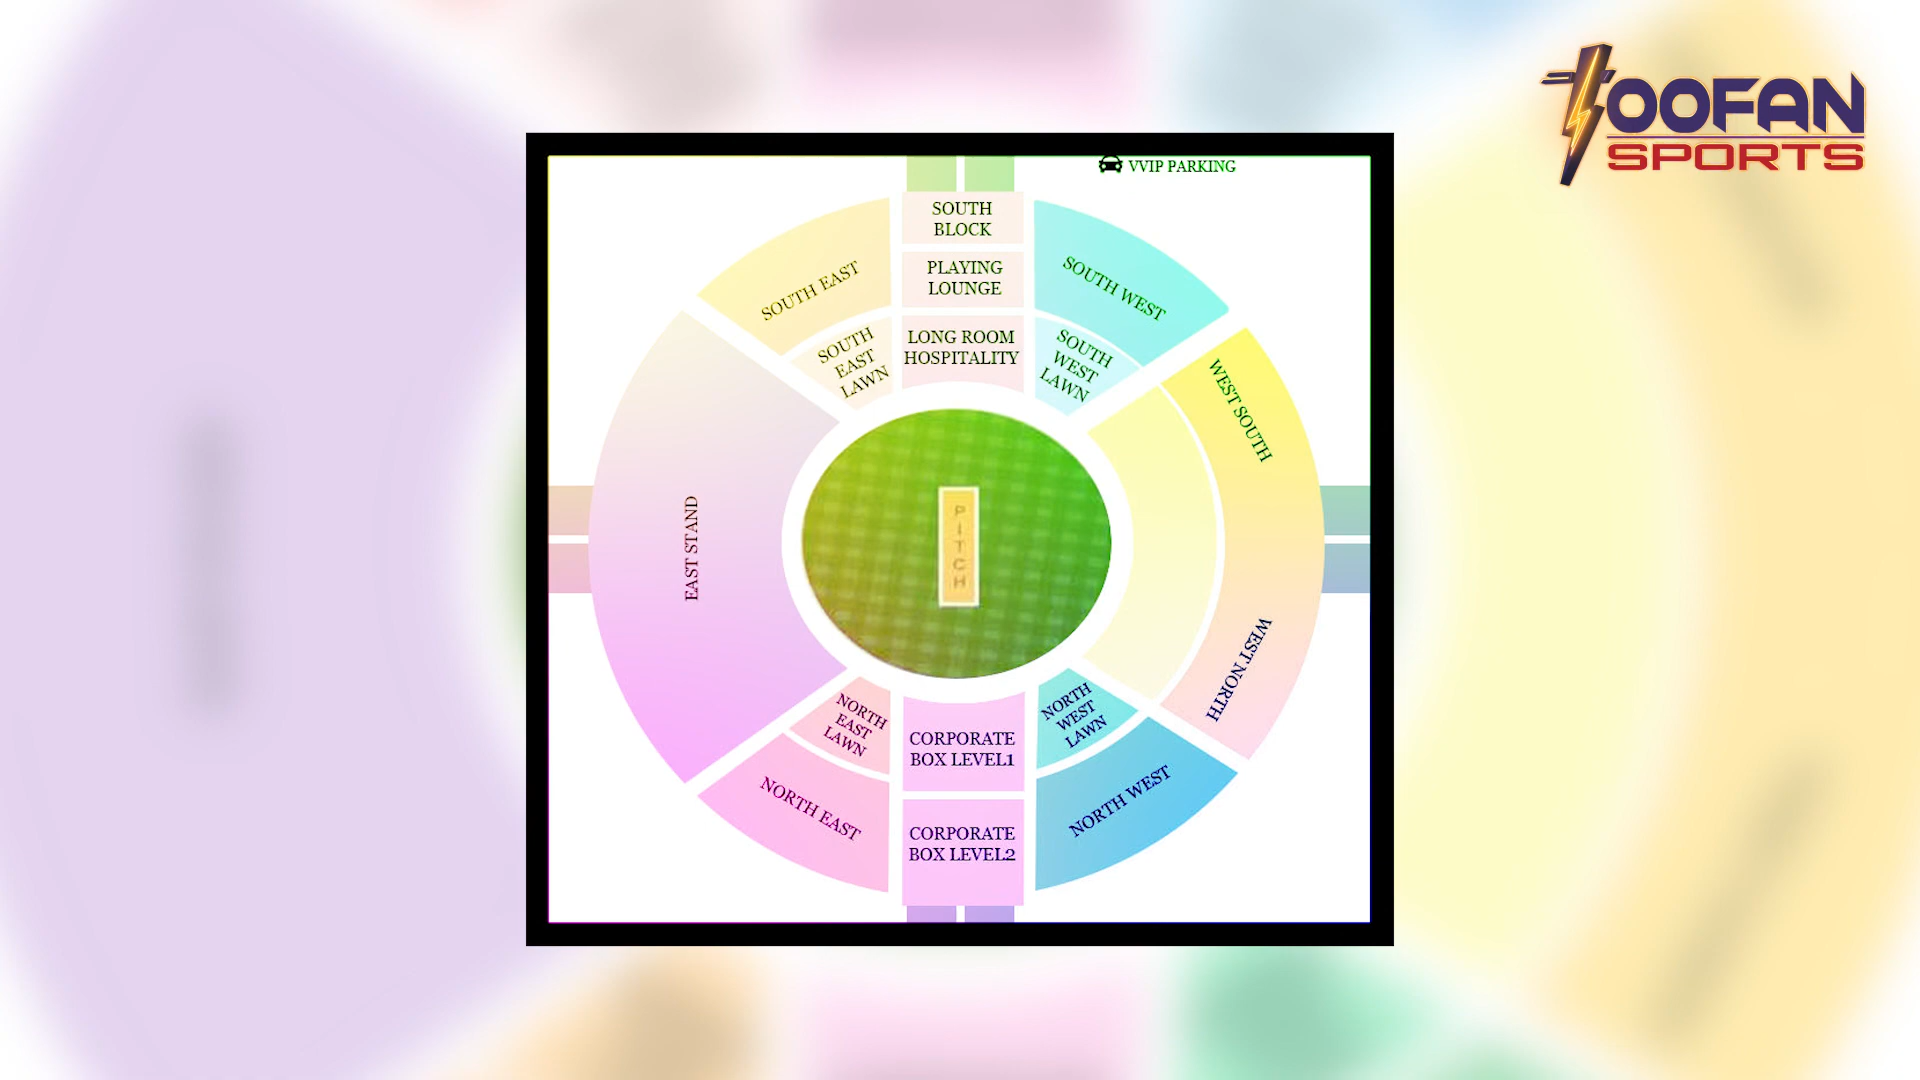 TOOFAN
SPORTS
VVIP PARKING
SOUTH
BLOCK
PLAYING
LOUNGE
LONG ROOM
HOSPITALITY
SOUTH EAST
SOUTH
EAST
LAWN
SOUTH WEST
SOUTH
WEST
LAWN
WEST SOUTH
EAST STAND
PITCH
WEST NORTH
NORTH
EAST
LAWN
NORTH EAST
CORPORATE
BOX LEVEL1
CORPORATE
BOX LEVEL2
NORTH
WEST
LAWN
NORTH WEST